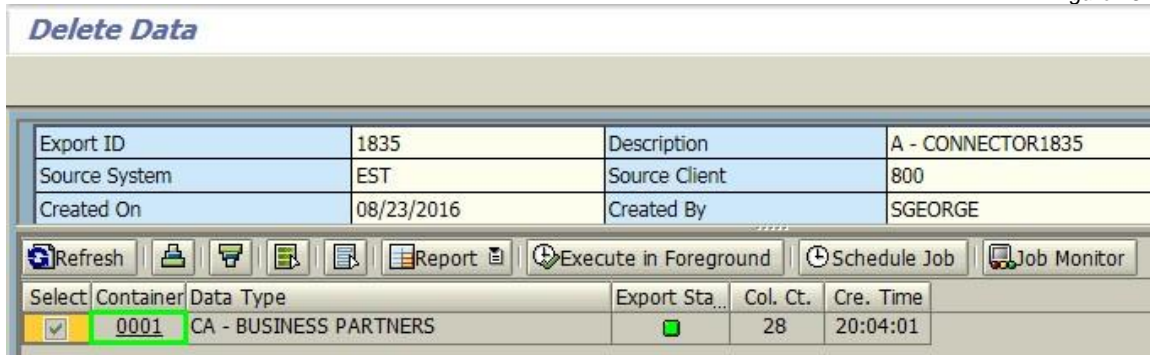 Delete Data
Export ID 1835 Description A - CONNECTOR1835
Source System EST Source Client 800
Created On 08/23/2016 Created By SGEORGE
Refresh Report Execute in Foreground Schedule Job Job Monitor
Select Container Data Type Export Sta... Col. Ct. Cre. Time
0001 CA - BUSINESS PARTNERS 28 20:04:01